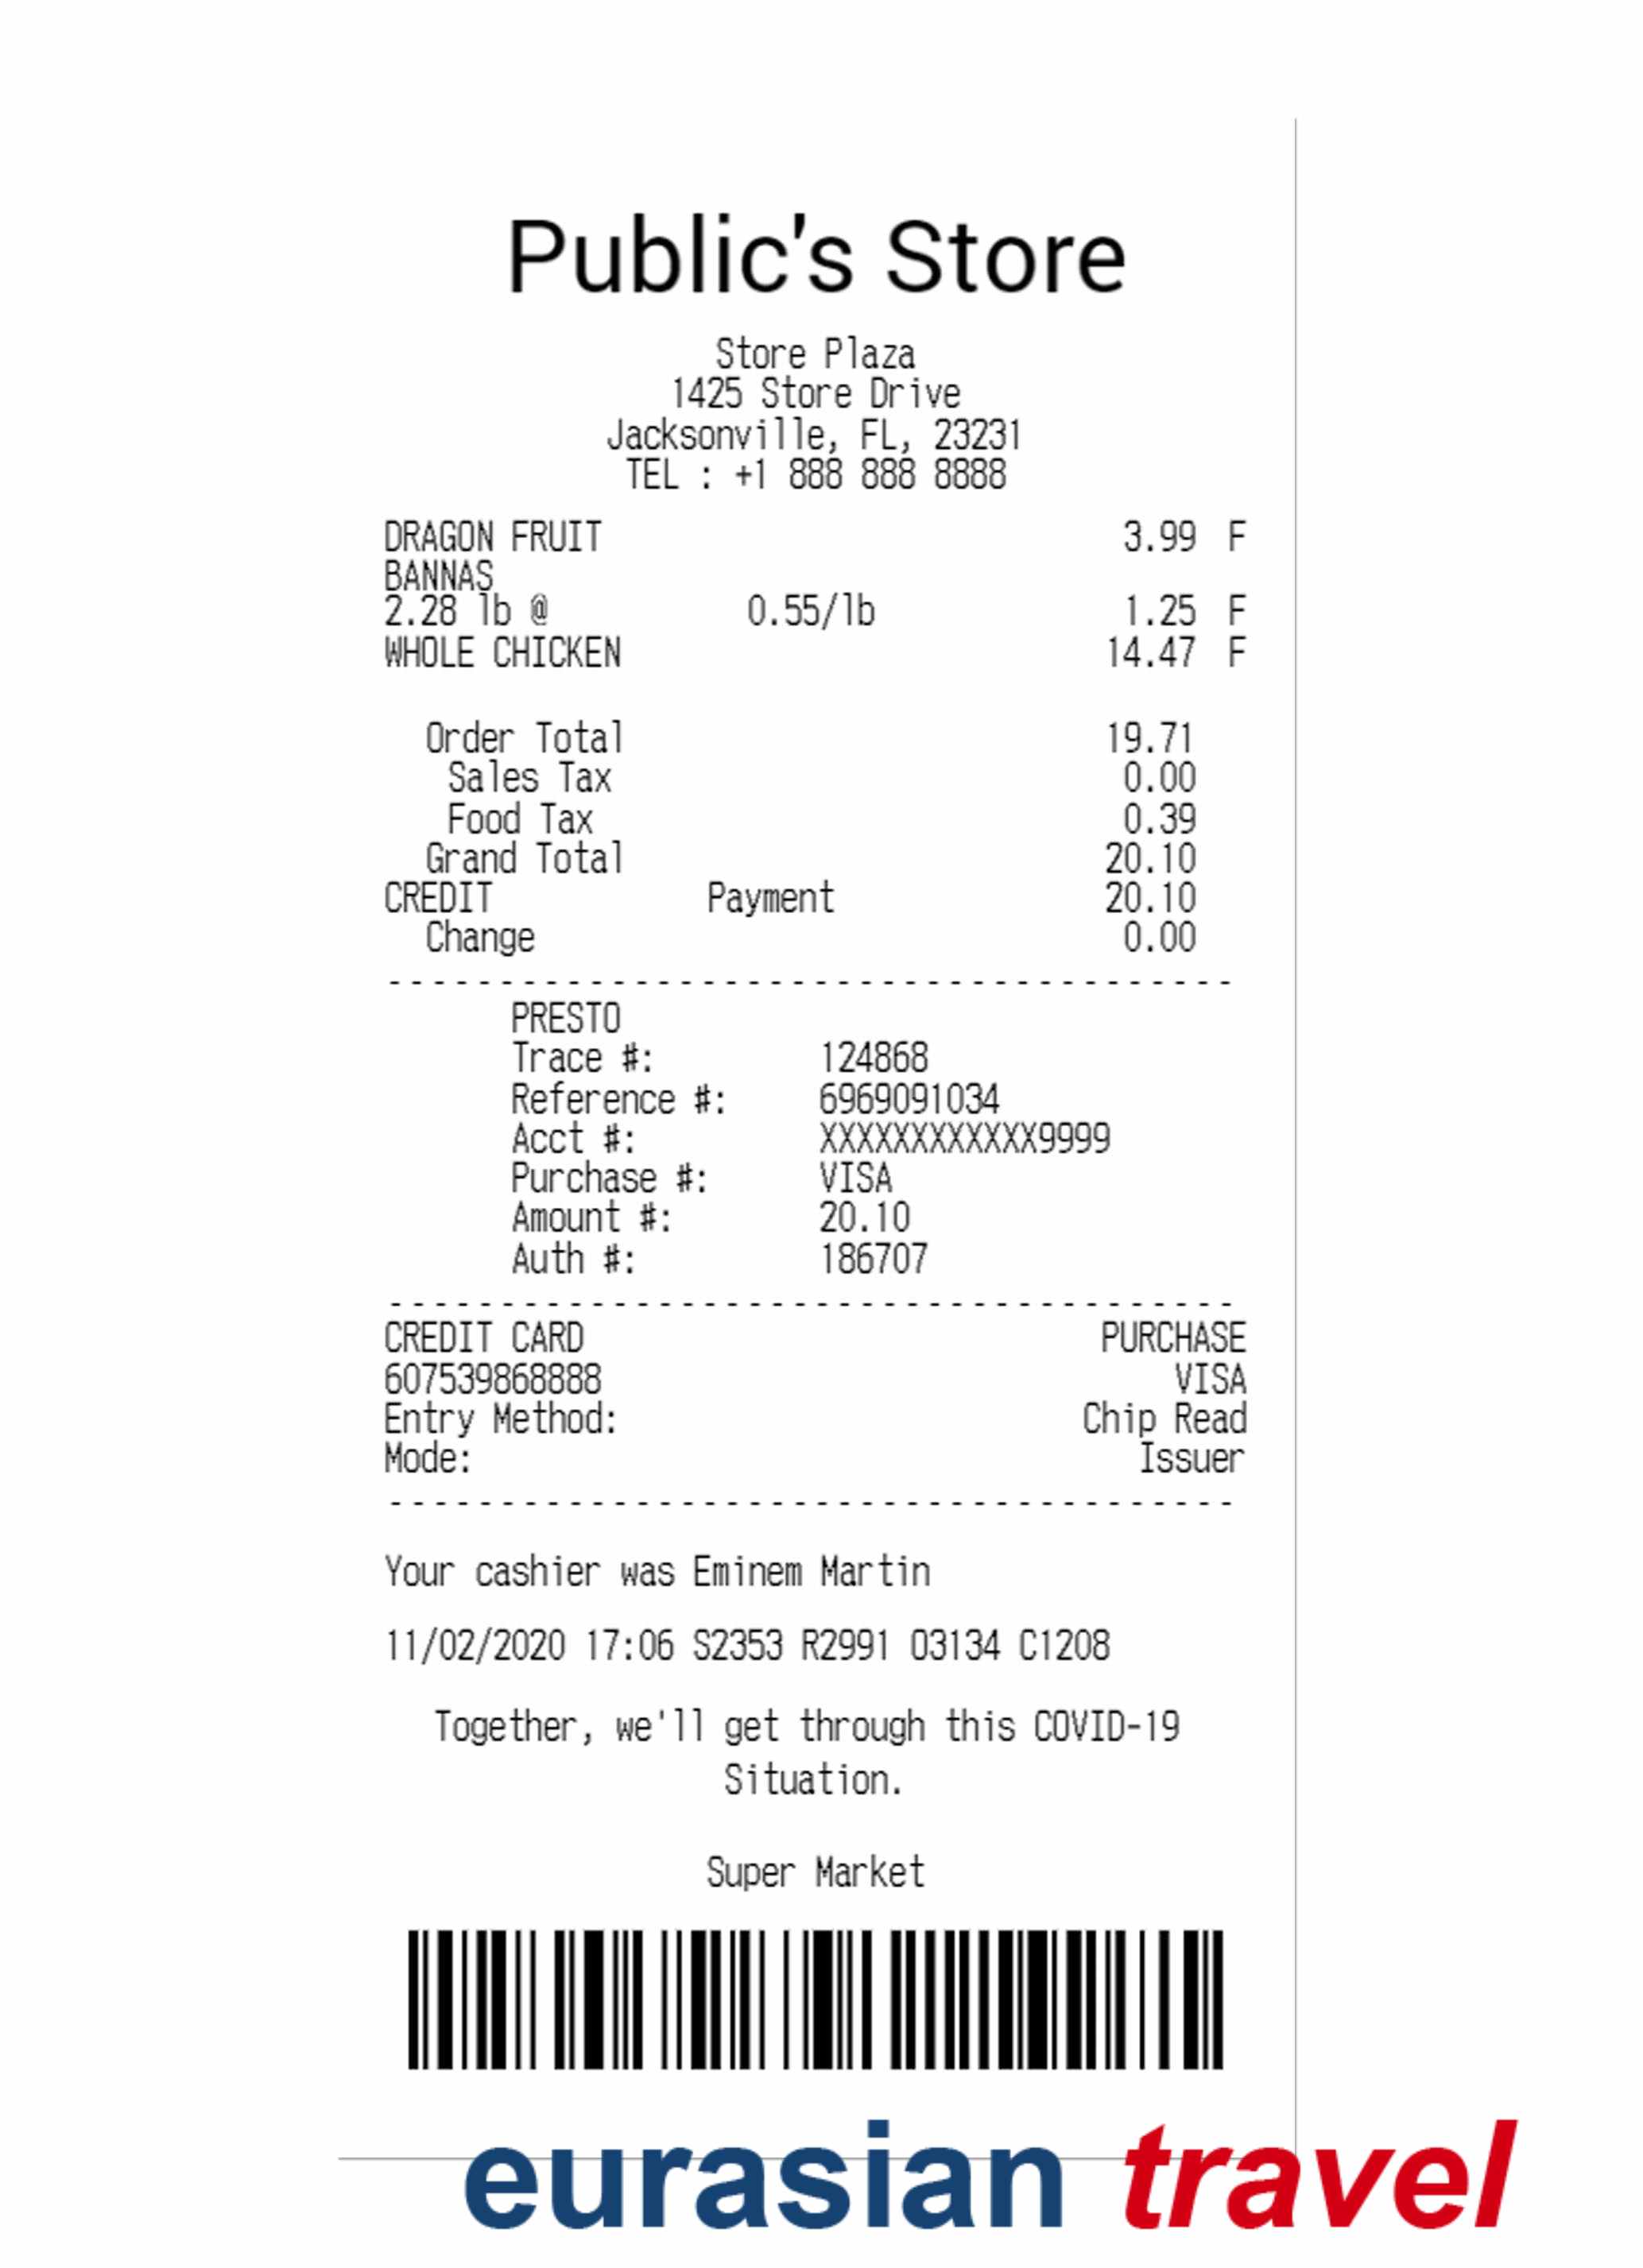 Public's Store
Store Plaza
1425 Store Drive
Jacksonville, FL, 23231
TEL : +1 888 888 8888
DRAGON FRUIT 3.99 F
BANNAS
2.28 lb @ 0.55/lb 1.25 F
WHOLE CHICKEN 14.47 F
Order Total 19.71
Sales Tax 0.00
Food Tax 0.39
Grand Total 20.10
CREDIT Payment 20.10
Change 0.00
---------------------------------------
PRESTO
Trace #: 124868
Reference #: 6969091034
Acct #: XXXXXXXXXXXX9999
Purchase #: VISA
Amount #: 20.10
Auth #: 186707
---------------------------------------
CREDIT CARD PURCHASE
607539868888 VISA
Entry Method: Chip Read
Mode: Issuer
---------------------------------------
Your cashier was Eminem Martin
11/02/2020 17:06 S2353 R2991 03134 C1208
Together, we'll get through this COVID-19
Situation.
Super Market
eurasian travel